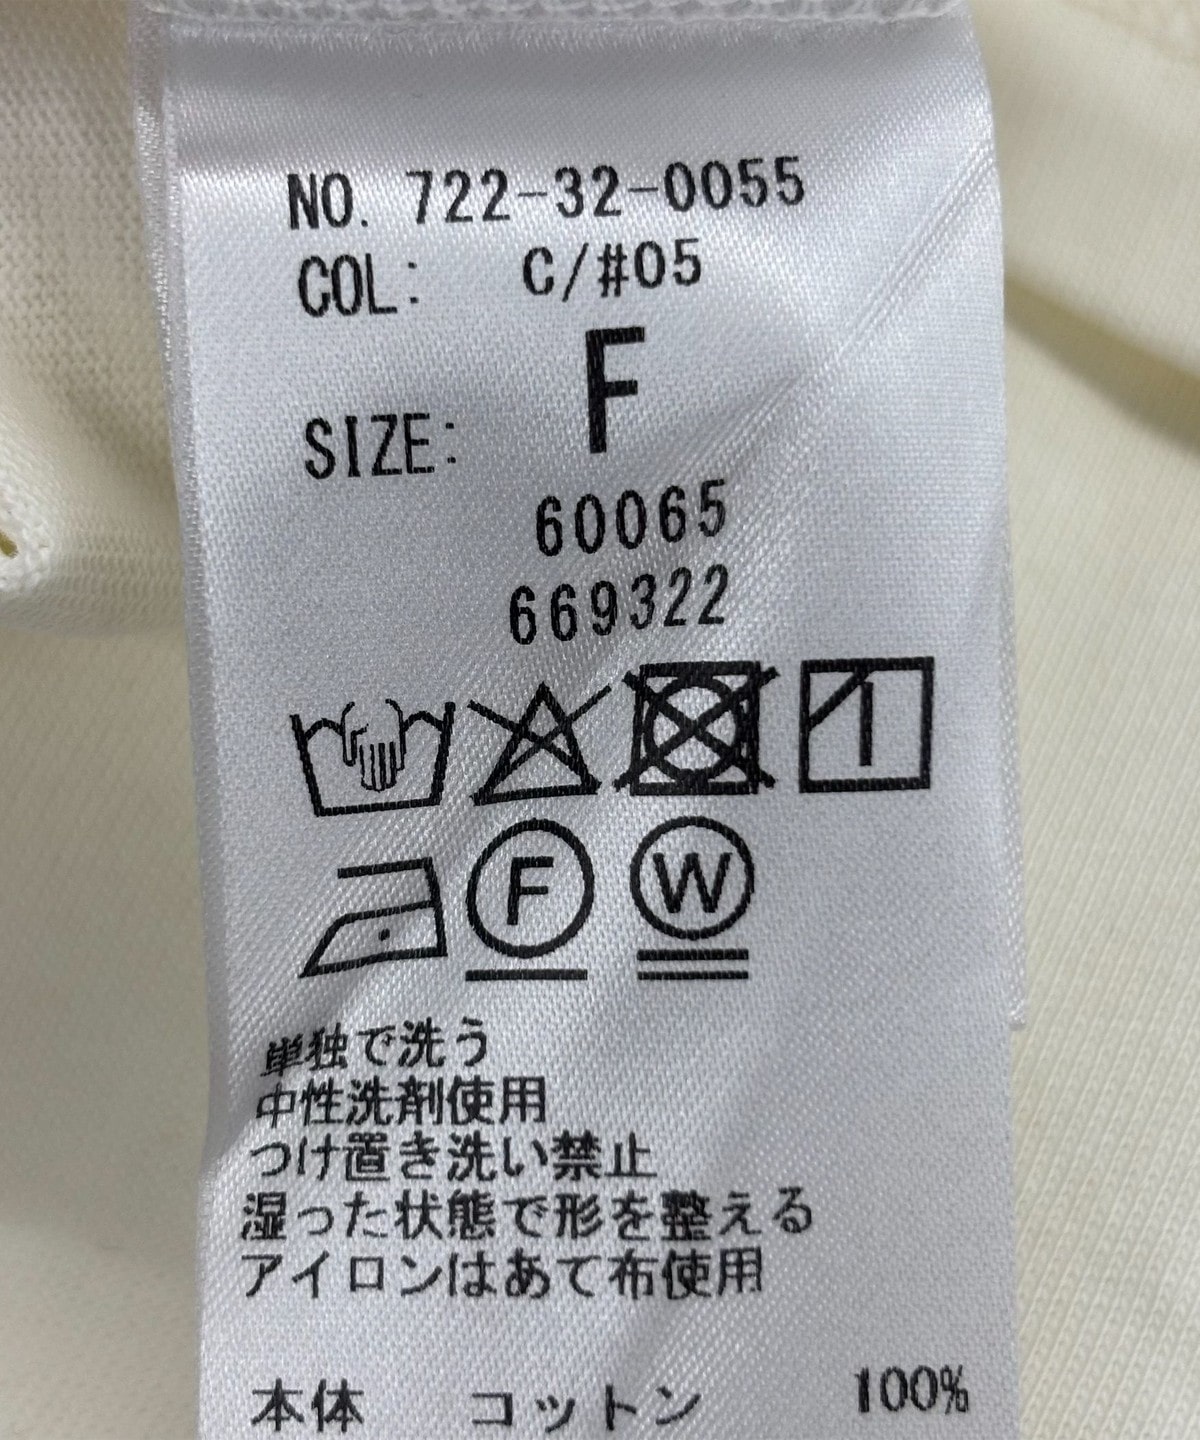 NO. 722-32-0055
COL: C/#05
SIZE: F
60065
669322
F W
単独で洗う
中性洗剤使用
つけ置き洗い禁止
湿った状態で形を整える
アイロンはあて布使用
本体 コットン 100%